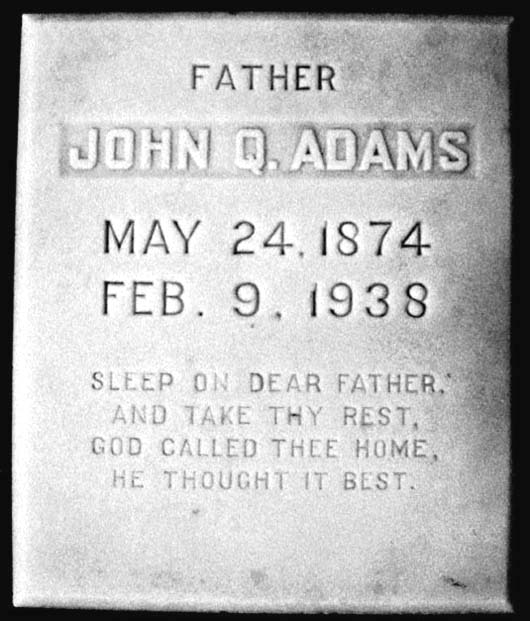 FATHER
JOHN Q. ADAMS
MAY 24, 1874
FEB. 9, 1938
SLEEP ON DEAR FATHER,
AND TAKE THY REST,
GOD CALLED THEE HOME,
HE THOUGHT IT BEST.